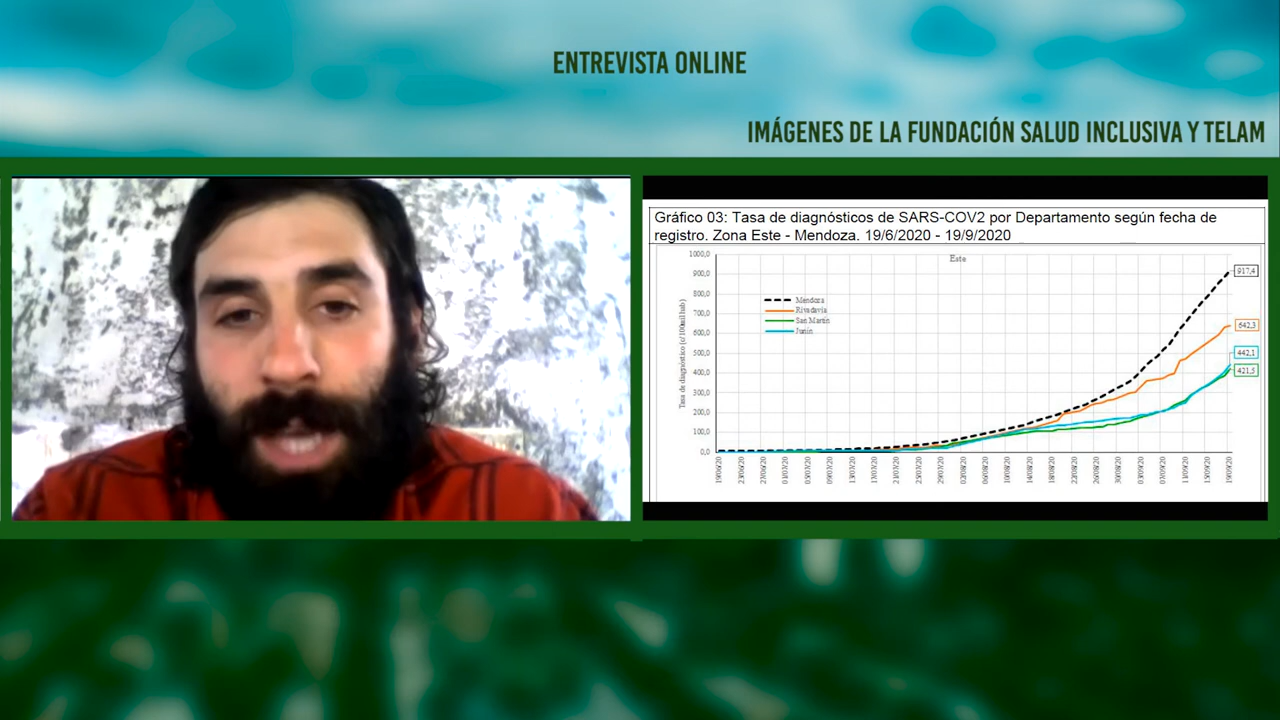 ENTREVISTA ONLINE
IMÁGENES DE LA FUNDACIÓN SALUD INCLUSIVA Y TELAM
Gráfico 03: Tasa de diagnósticos de SARS-COV2 por Departamento según fecha de
registro. Zona Este - Mendoza. 19/6/2020 - 19/9/2020
Este
1000,0
900,0
800,0
700,0
600,0
500,0
400,0
300,0
200,0
100,0
0,0
Tasa de diagnóstico
Mendoza
Rivadavia
San Martín
Junín
917,4
642,3
442,1
421,5